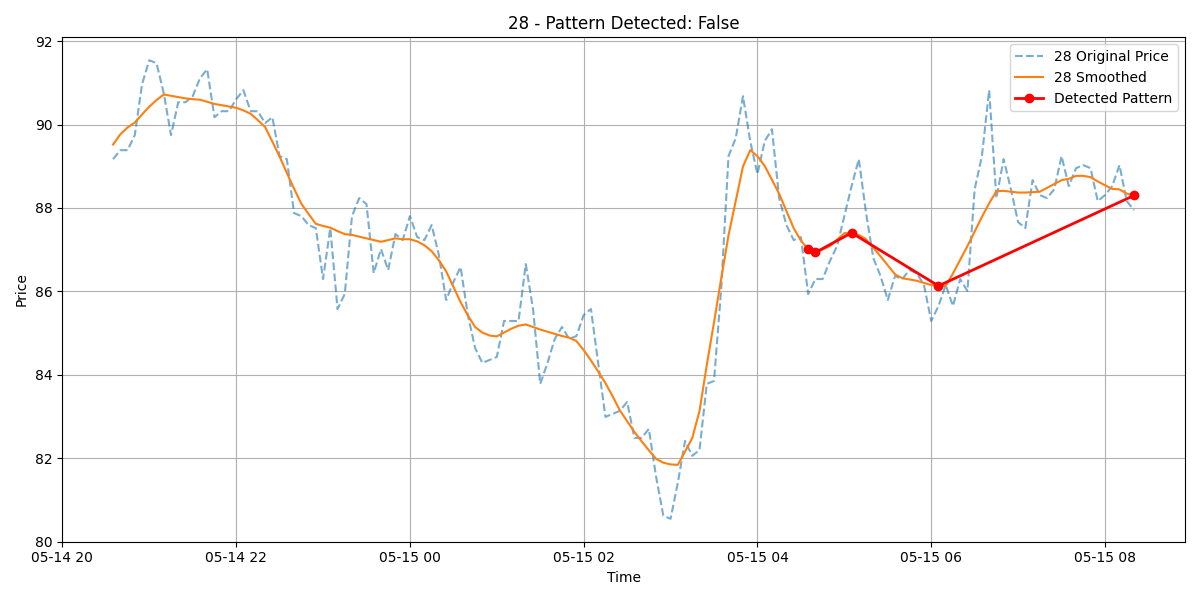 28 - Pattern Detected: False
92
90
88
86
84
82
80
Price
28 Original Price
28 Smoothed
Detected Pattern
05-14 20
05-14 22
05-15 00
05-15 02
05-15 04
05-15 06
05-15 08
Time